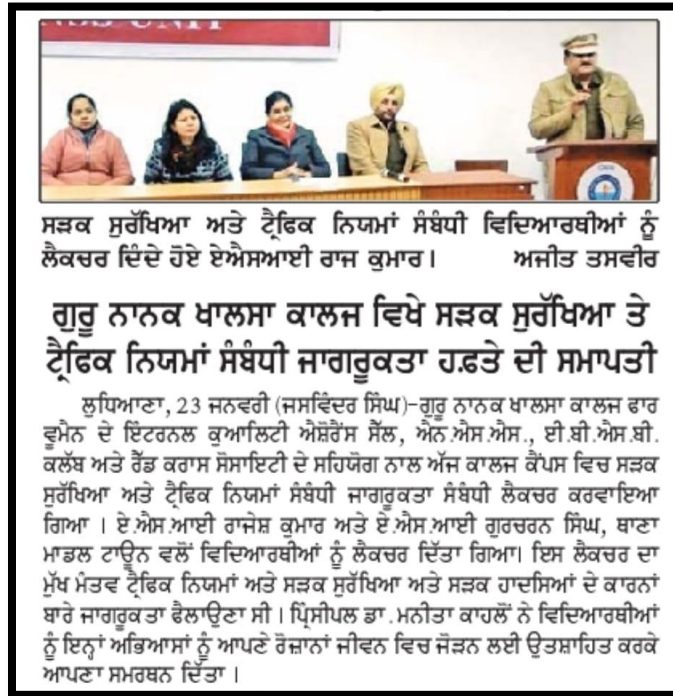 NSS UNIT
ਸੜਕ ਸੁਰੱਖਿਆ ਅਤੇ ਟ੍ਰੈਫਿਕ ਨਿਯਮਾਂ ਸੰਬੰਧੀ ਵਿਦਿਆਰਥੀਆਂ ਨੂੰ
ਲੈਕਚਰ ਦਿੰਦੇ ਹੋਏ ਏਐਸਆਈ ਰਾਜ ਕੁਮਾਰ। ਅਜੀਤ ਤਸਵੀਰ
ਗੁਰੂ ਨਾਨਕ ਖਾਲਸਾ ਕਾਲਜ ਵਿਖੇ ਸੜਕ ਸੁਰੱਖਿਆ ਤੇ
ਟ੍ਰੈਫਿਕ ਨਿਯਮਾਂ ਸੰਬੰਧੀ ਜਾਗਰੂਕਤਾ ਹਫ਼ਤੇ ਦੀ ਸਮਾਪਤੀ
ਲੁਧਿਆਣਾ, 23 ਜਨਵਰੀ (ਜਸਵਿੰਦਰ ਸਿੰਘ)-ਗੁਰੂ ਨਾਨਕ ਖਾਲਸਾ ਕਾਲਜ ਫਾਰ
ਵੂਮੈਨ ਦੇ ਇੰਟਰਨਲ ਕੁਆਲਿਟੀ ਐਸ਼ੋਰੈਂਸ ਸੈੱਲ, ਐਨ.ਐਸ.ਐਸ., ਈ.ਬੀ.ਐਸ.ਬੀ.
ਕਲੱਬ ਅਤੇ ਰੈੱਡ ਕਰਾਸ ਸੋਸਾਇਟੀ ਦੇ ਸਹਿਯੋਗ ਨਾਲ ਅੱਜ ਕਾਲਜ ਕੈਂਪਸ ਵਿਚ ਸੜਕ
ਸੁਰੱਖਿਆ ਅਤੇ ਟ੍ਰੈਫਿਕ ਨਿਯਮਾਂ ਸੰਬੰਧੀ ਜਾਗਰੂਕਤਾ ਸੰਬੰਧੀ ਲੈਕਚਰ ਕਰਵਾਇਆ
ਗਿਆ । ਏ.ਐਸ.ਆਈ ਰਾਜੇਸ਼ ਕੁਮਾਰ ਅਤੇ ਏ.ਐਸ.ਆਈ ਗੁਰਚਰਨ ਸਿੰਘ, ਥਾਣਾ
ਮਾਡਲ ਟਾਊਨ ਵਲੋਂ ਵਿਦਿਆਰਥੀਆਂ ਨੂੰ ਲੈਕਚਰ ਦਿੱਤਾ ਗਿਆ। ਇਸ ਲੈਕਚਰ ਦਾ
ਮੁੱਖ ਮੰਤਵ ਟ੍ਰੈਫਿਕ ਨਿਯਮਾਂ ਅਤੇ ਸੜਕ ਸੁਰੱਖਿਆ ਅਤੇ ਸੜਕ ਹਾਦਸਿਆਂ ਦੇ ਕਾਰਨਾਂ
ਬਾਰੇ ਜਾਗਰੂਕਤਾ ਫੈਲਾਉਣਾ ਸੀ। ਪ੍ਰਿੰਸੀਪਲ ਡਾ. ਮਨੀਤਾ ਕਾਹਲੋਂ ਨੇ ਵਿਦਿਆਰਥੀਆਂ
ਨੂੰ ਇਨ੍ਹਾਂ ਅਭਿਆਸਾਂ ਨੂੰ ਆਪਣੇ ਰੋਜ਼ਾਨਾਂ ਜੀਵਨ ਵਿਚ ਜੋੜਨ ਲਈ ਉਤਸ਼ਾਹਿਤ ਕਰਕੇ
ਆਪਣਾ ਸਮਰਥਨ ਦਿੱਤਾ ।